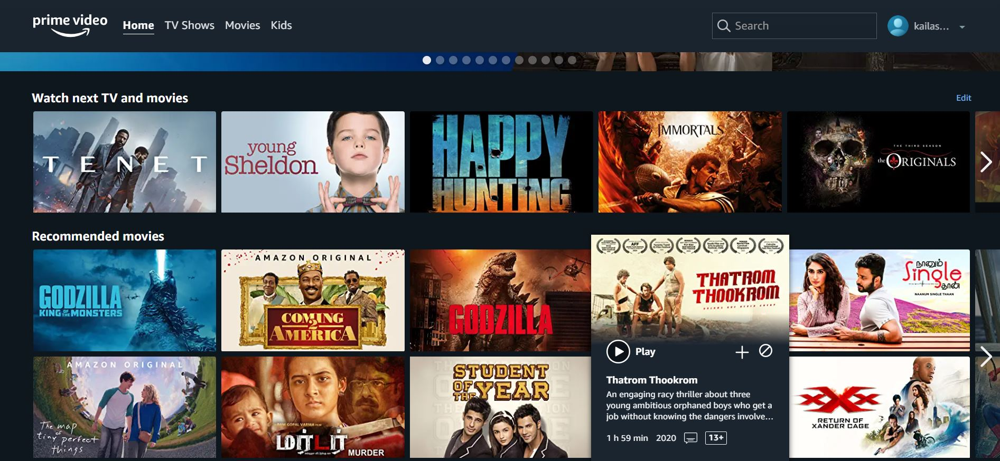 prime video
Home
TV Shows
Movies
Kids
Search
kailas...
Watch next TV and movies
Edit
TENET
young
Sheldon
HAPPY
HUNTING
IMMORTALS
THE THIRD SEASON
the ORIGINALS
Recommended movies
GODZILLA
KING OF THE MONSTERS
AMAZON ORIGINAL
COMING
2
AMERICA
GODZILLA
AFF
THATROM
THOOKROM
நானும்
Single
தான்
NAANUM SINGLE THAAN
Play
Thatrom Thookrom
An engaging racy thriller about three
young ambitious orphaned boys who get a
job without knowing the dangers involve...
1 h 59 min 2020 13+
AMAZON ORIGINAL
The map
of
tiny perfect
things
RAM GOPAL VARMA FILM
மர்டர்
MURDER
STUDENT
OF
THE YEAR
xXx
RETURN OF
XANDER CAGE